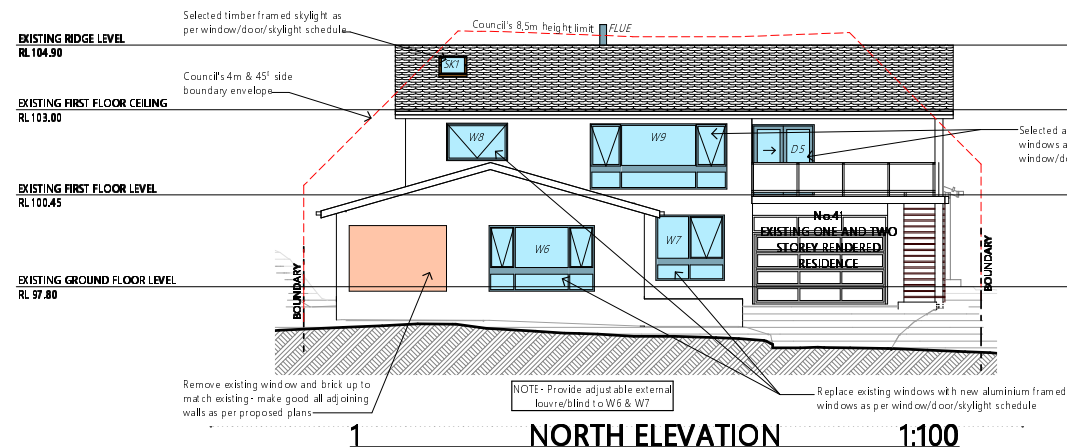 Selected timber framed skylight as
per window/door/skylight schedule
Council's 8.5m height limit
FLUE
EXISTING RIDGE LEVEL
RL 104.90
SK1
Council's 4m & 45° side
boundary envelope
EXISTING FIRST FLOOR CEILING
RL 103.00
W8
W9
D5
Selected a
windows a
window/do
EXISTING FIRST FLOOR LEVEL
RL 100.45
No.41
EXISTING ONE AND TWO
STOREY RENDERED
RESIDENCE
W6
W7
BOUNDARY
BOUNDARY
EXISTING GROUND FLOOR LEVEL
RL 97.80
Remove existing window and brick up to
match existing - make good all adjoining
walls as per proposed plans
NOTE - Provide adjustable external
louvre/blind to W6 & W7
Replace existing windows with new aluminium framed
windows as per window/door/skylight schedule
1 NORTH ELEVATION 1:100